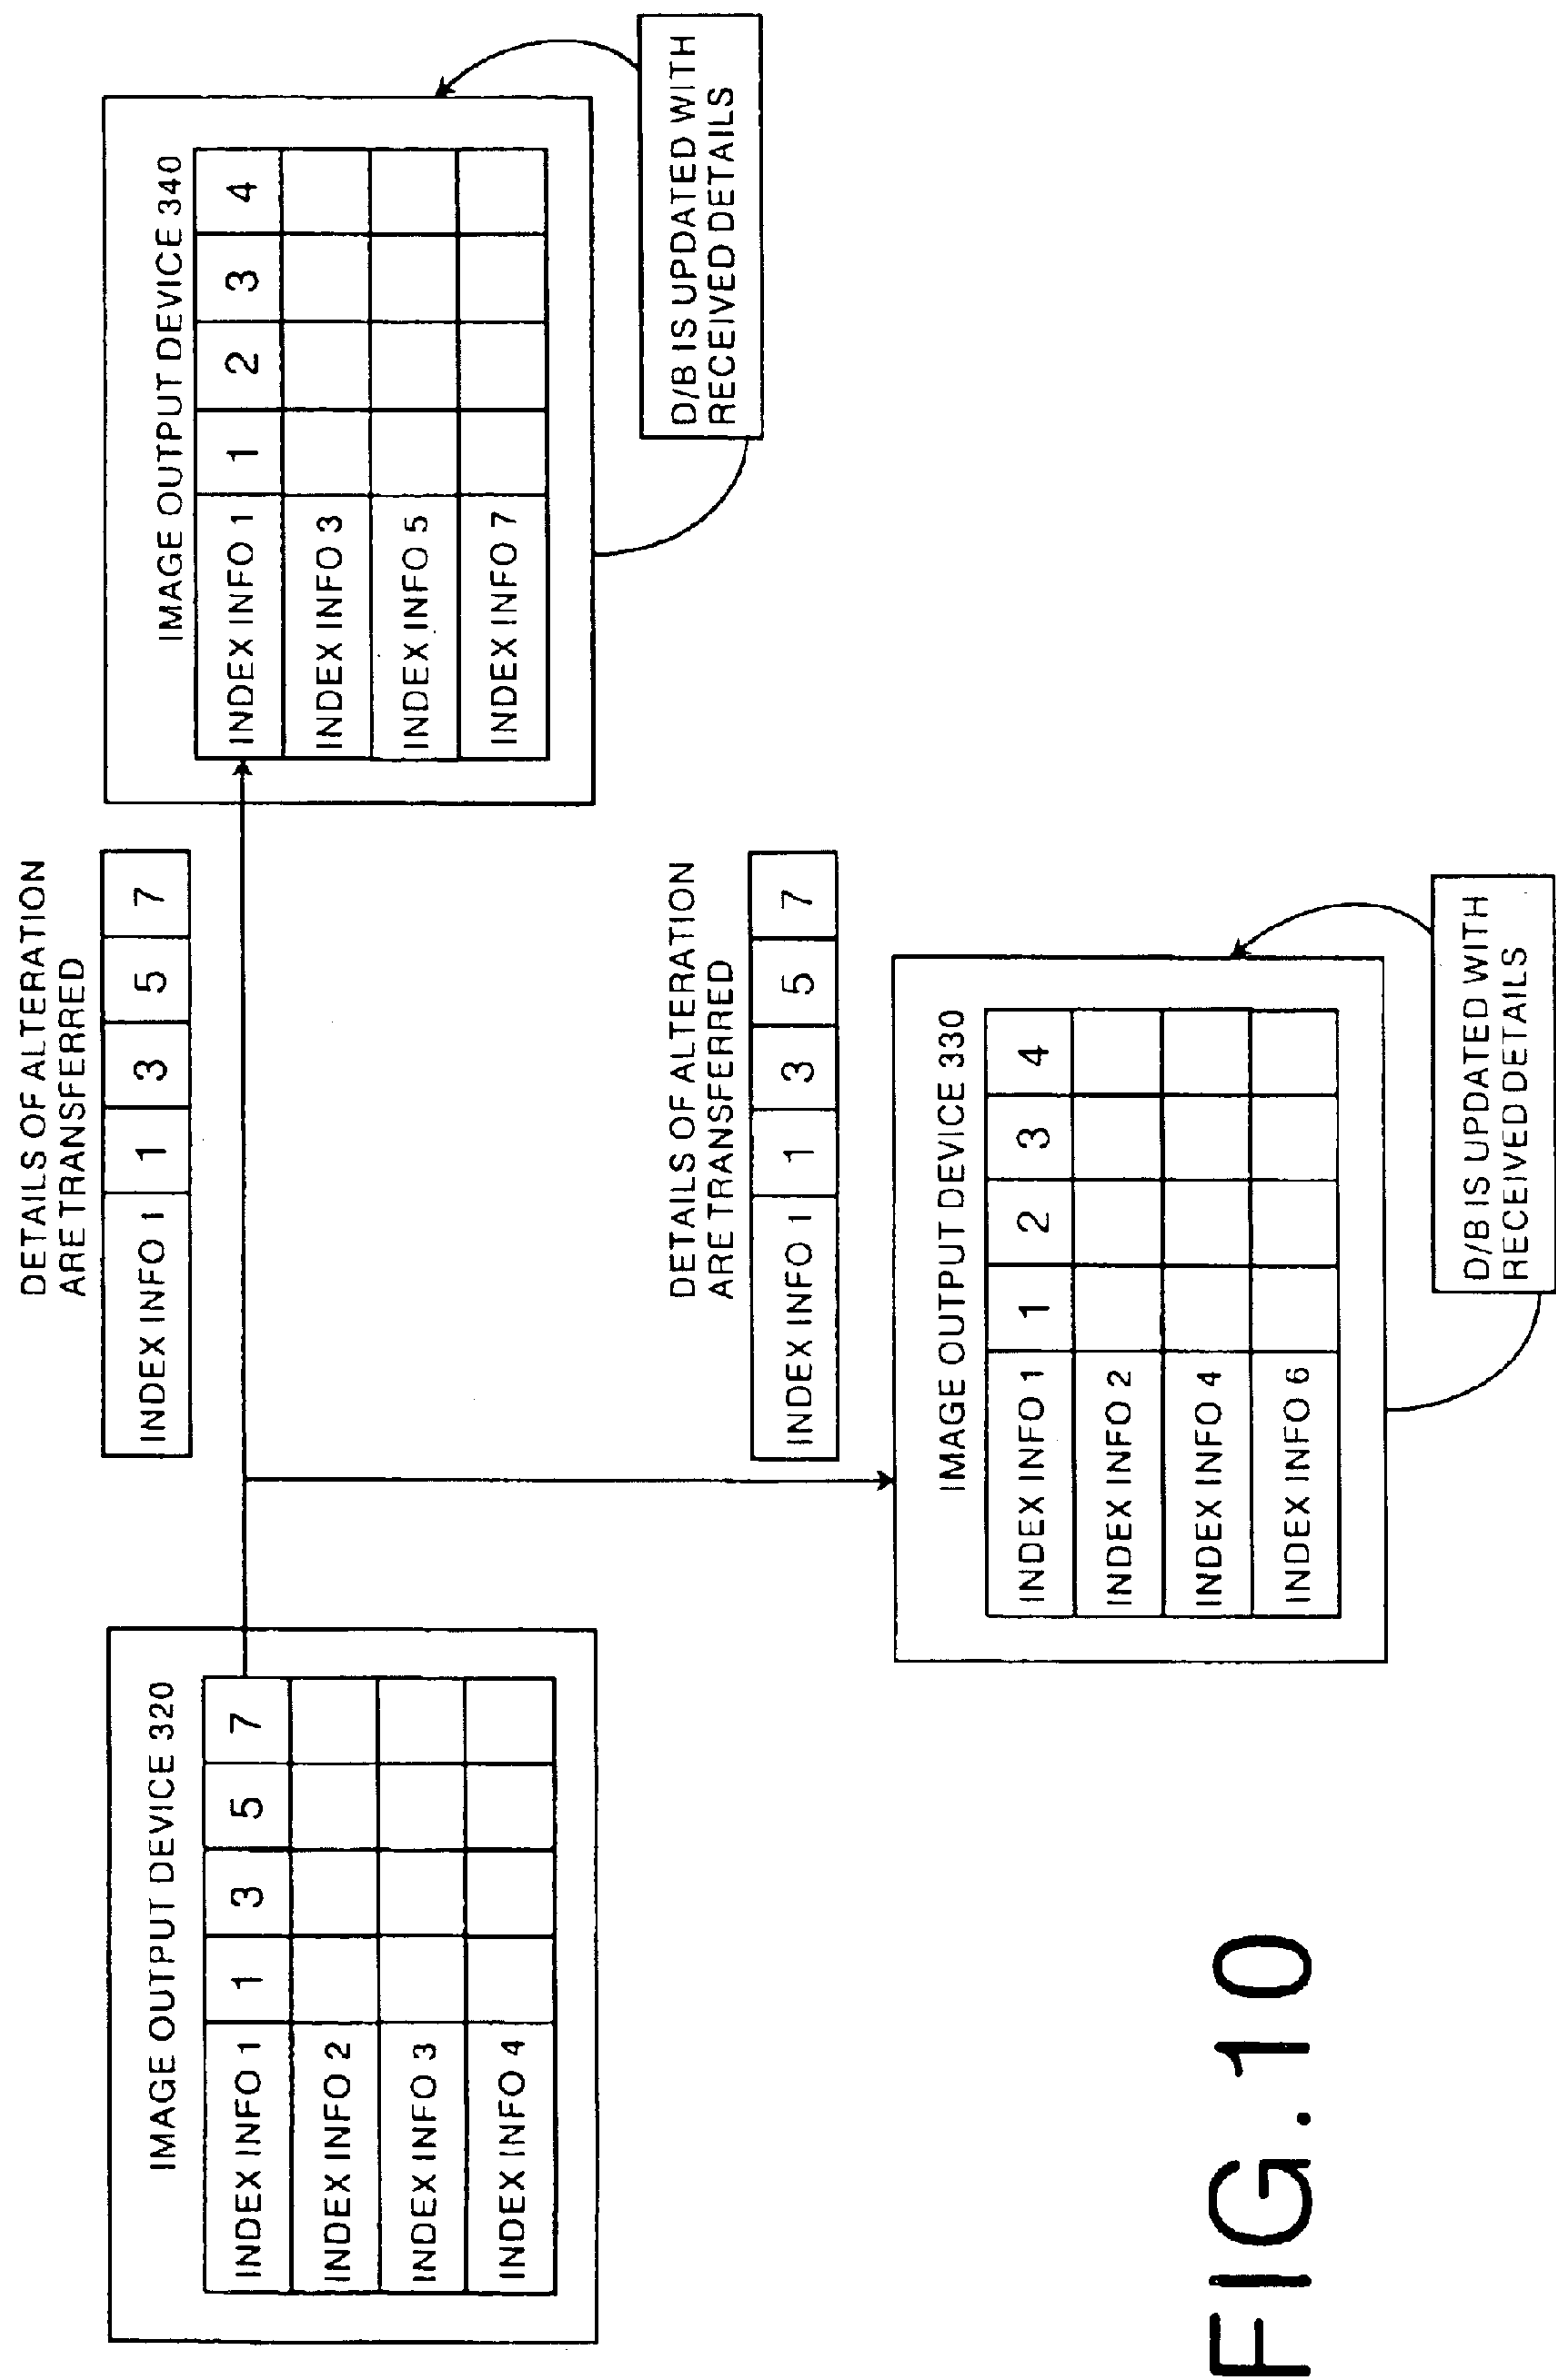 IMAGE OUTPUT DEVICE 320
INDEX INFO 1 1 3 5 7
INDEX INFO 2
INDEX INFO 3
INDEX INFO 4
DETAILS OF ALTERATION
ARE TRANSFERRED
INDEX INFO 1 1 3 5 7
IMAGE OUTPUT DEVICE 340
INDEX INFO 1 1 2 3 4
INDEX INFO 3
INDEX INFO 5
INDEX INFO 7
D/B IS UPDATED WITH
RECEIVED DETAILS
DETAILS OF ALTERATION
ARE TRANSFERRED
INDEX INFO 1 1 3 5 7
IMAGE OUTPUT DEVICE 330
INDEX INFO 1 1 2 3 4
INDEX INFO 2
INDEX INFO 4
INDEX INFO 6
D/B IS UPDATED WITH
RECEIVED DETAILS
FIG.10